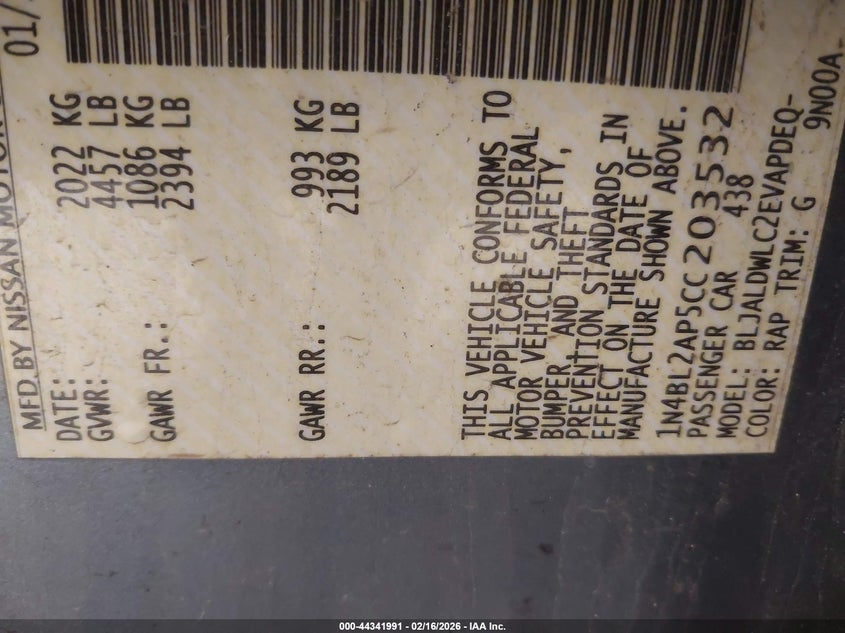 MFD BY NISSAN MOTOR
DATE: 01/
GVWR: 2022 KG
4457 LB
GAWR FR.: 1086 KG
2394 LB
GAWR RR.: 993 KG
2189 LB
THIS VEHICLE CONFORMS TO
ALL APPLICABLE FEDERAL
MOTOR VEHICLE SAFETY,
BUMPER, AND THEFT
PREVENTION STANDARDS IN
EFFECT ON THE DATE OF
MANUFACTURE SHOWN ABOVE.
1N4BL2AP5CC203532
PASSENGER CAR 438
MODEL: BLJALDWLC2EVAPDEQ-
COLOR: RAP TRIM: G 9N00A
000-44341991 - 02/16/2026 - IAA Inc.